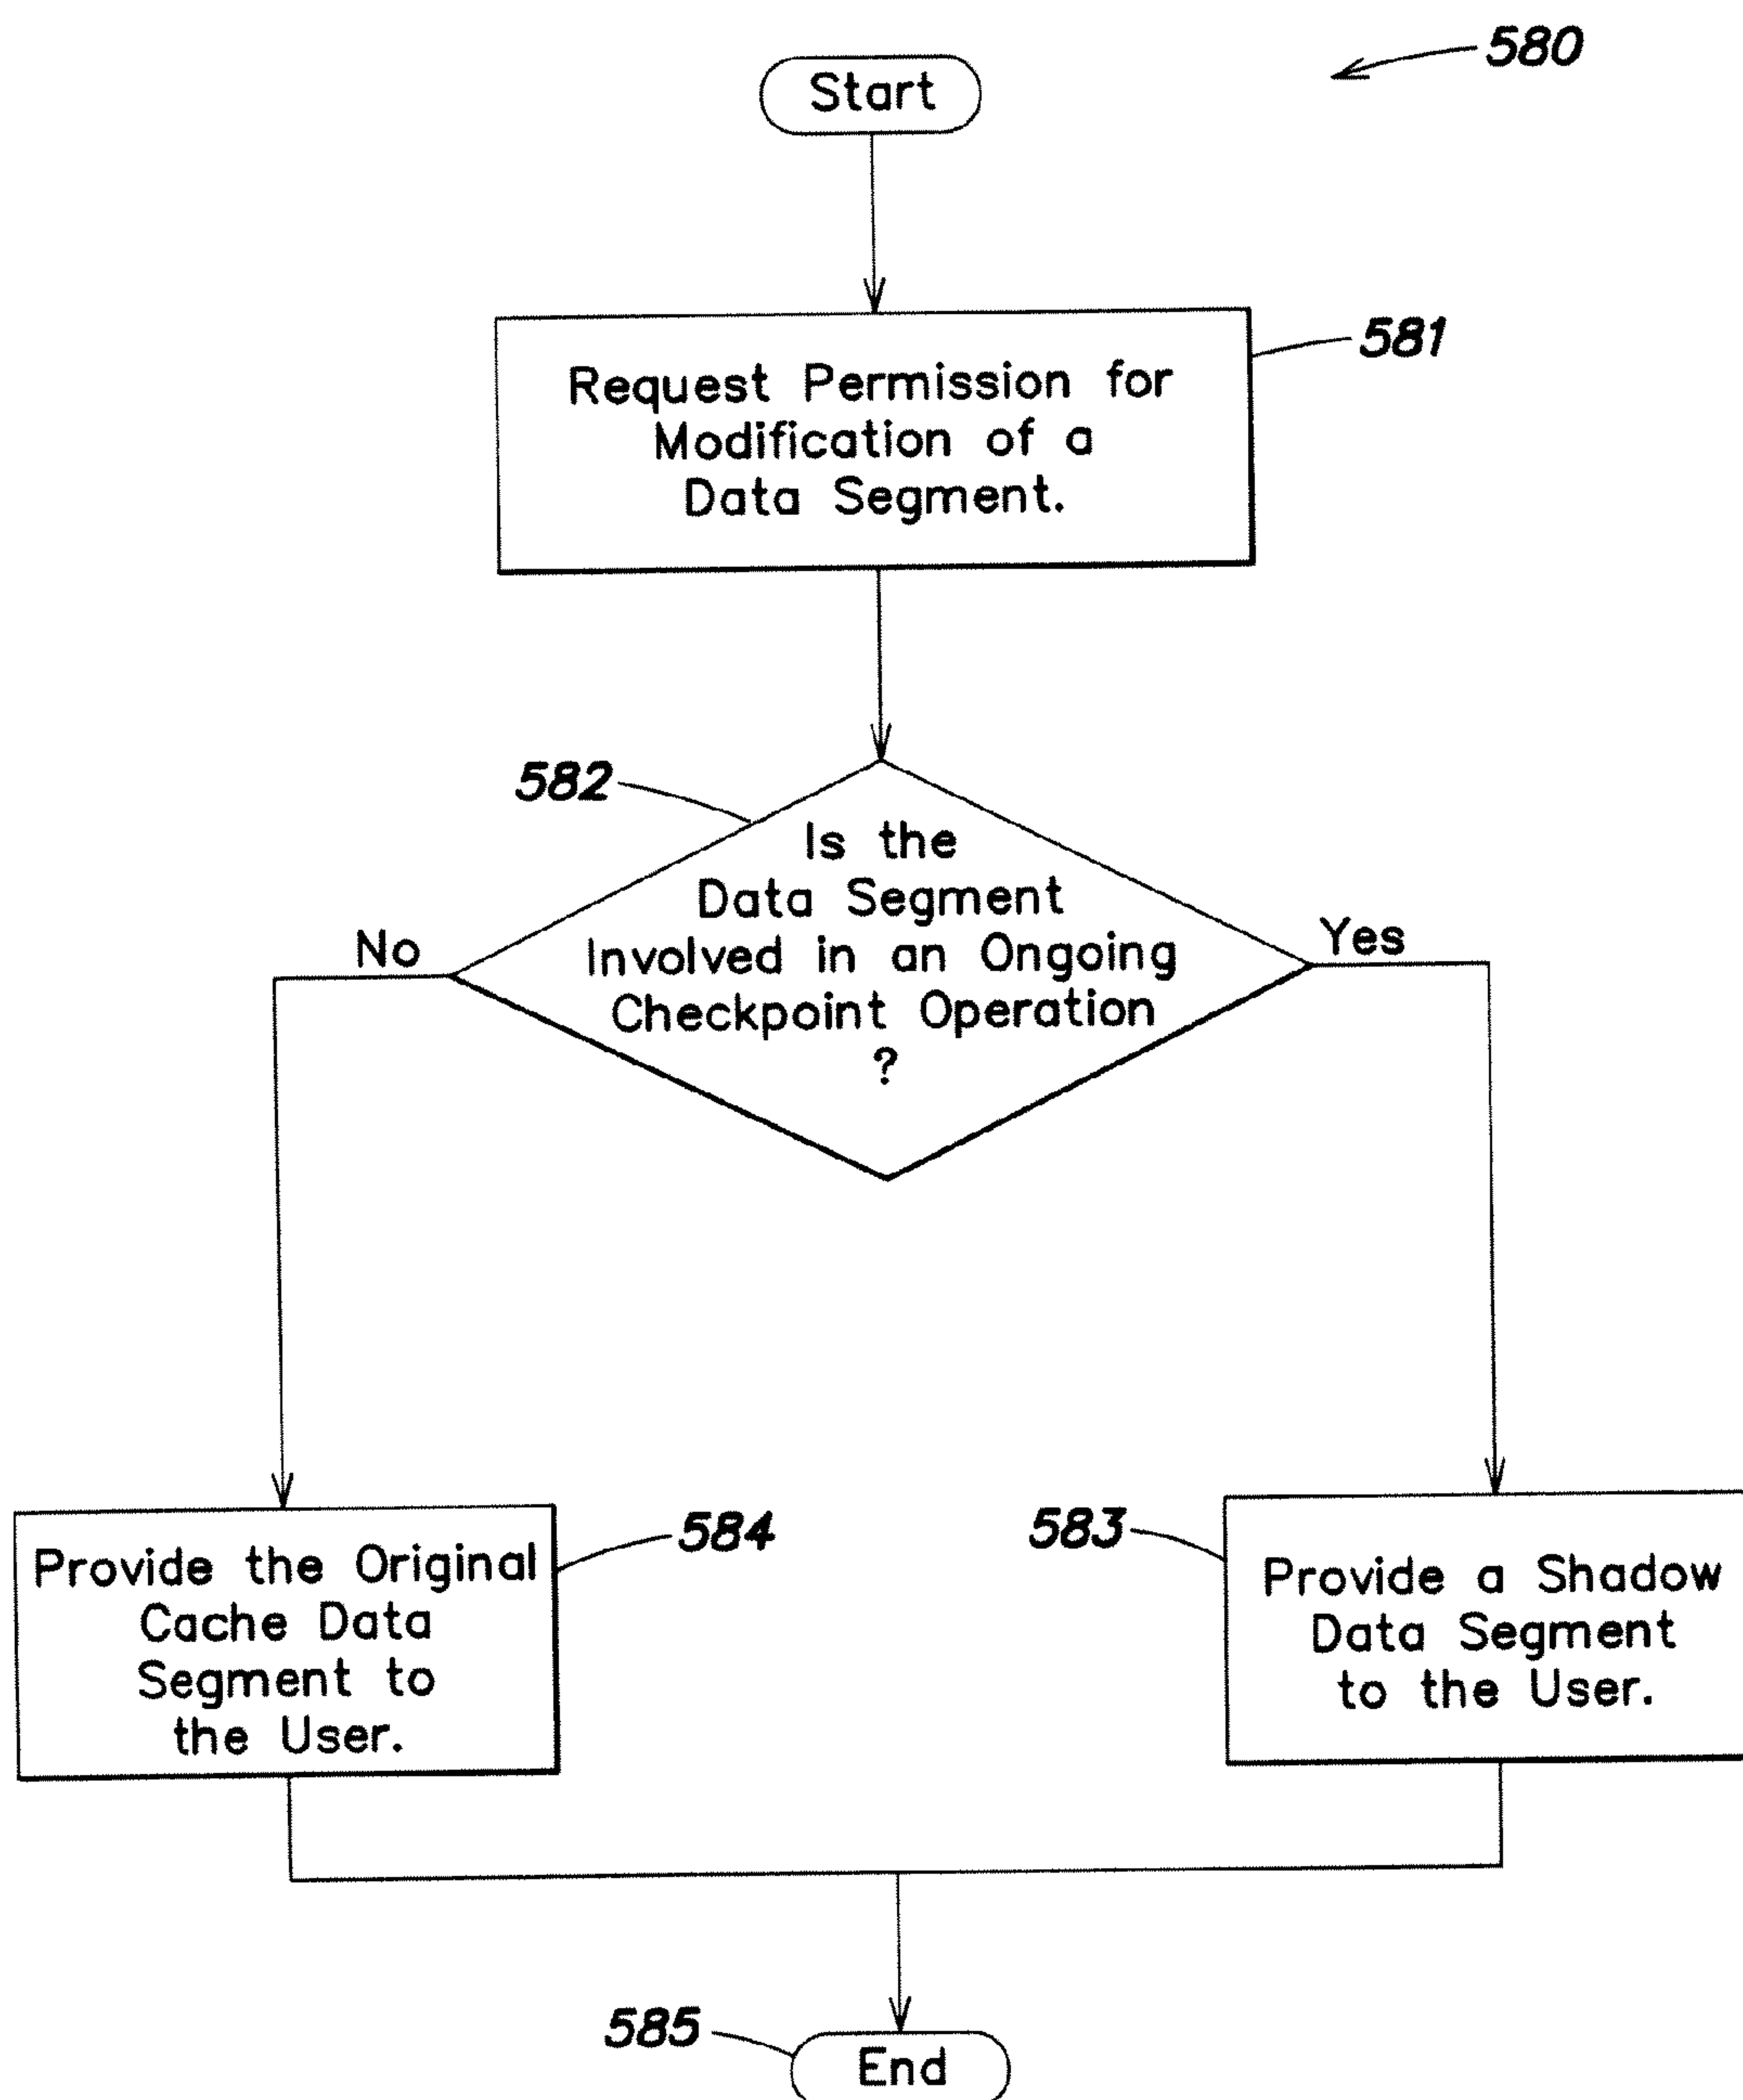 580
Start
581
Request Permission for
Modification of a
Data Segment.
582
Is the
Data Segment
Involved in an Ongoing
Checkpoint Operation
?
No
Yes
584
Provide the Original
Cache Data
Segment to
the User.
583
Provide a Shadow
Data Segment
to the User.
585
End